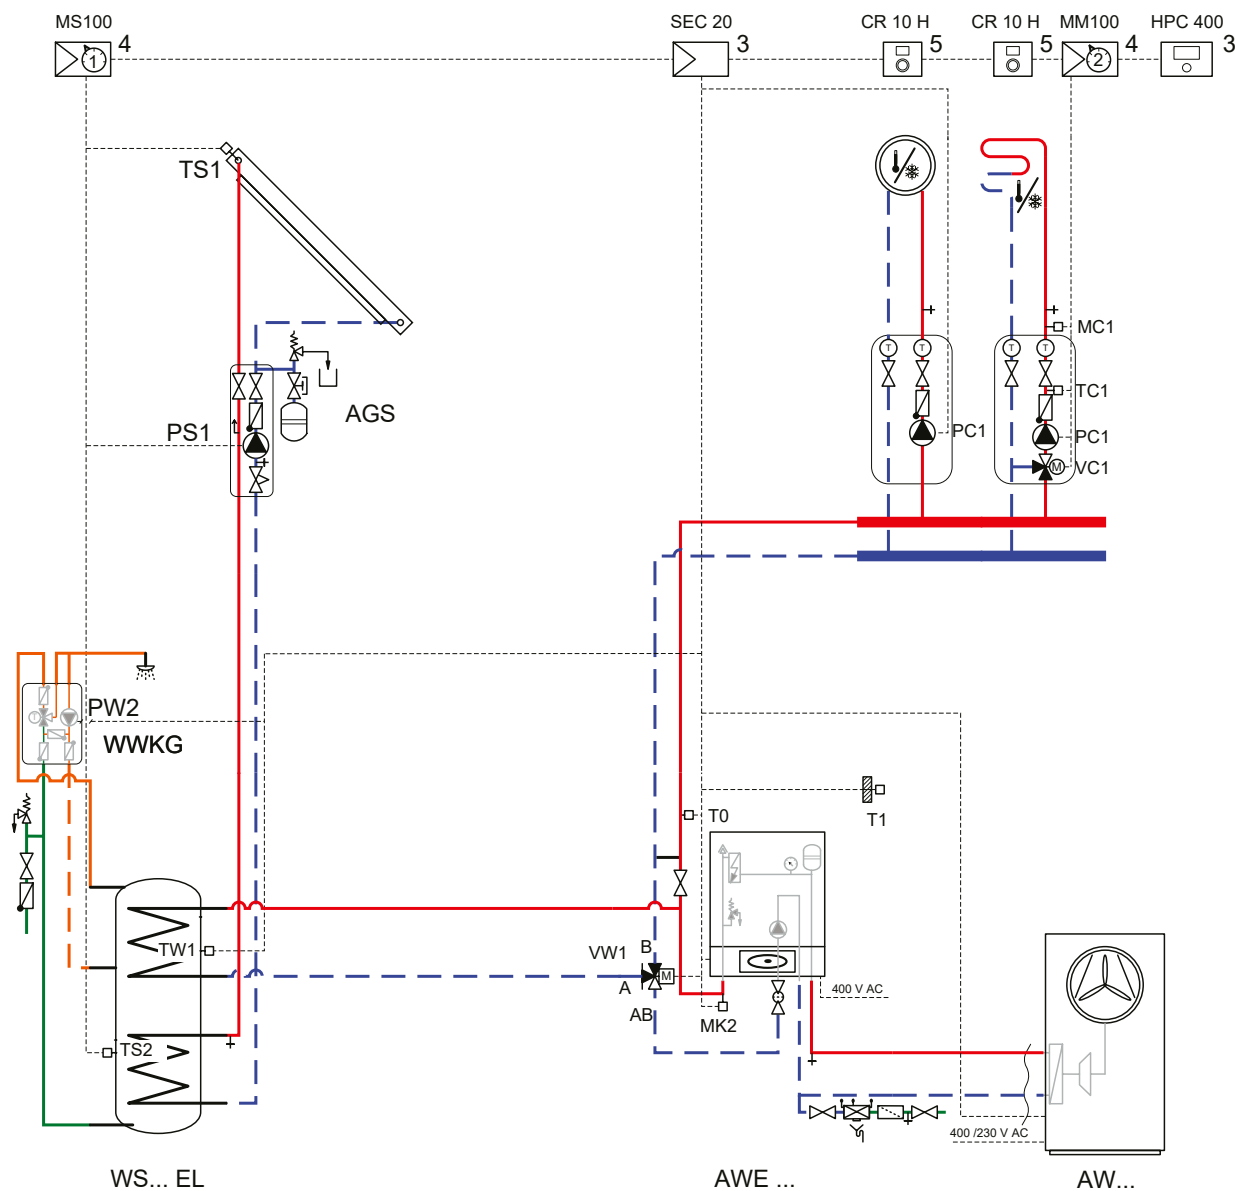 MS100
SEC 20
CR 10 H
CR 10 H
MM100
HPC 400
1
4
3
5
5
2
4
3
TS1
T
T
T
T
MC1
TC1
AGS
PS1
PC1
PC1
M
VC1
PW2
T
WWKG
T0
T1
TW1
VW1
B
M
A
AB
MK2
400 V AC
TS2
400 /230 V AC
WS... EL
AWE ...
AW...